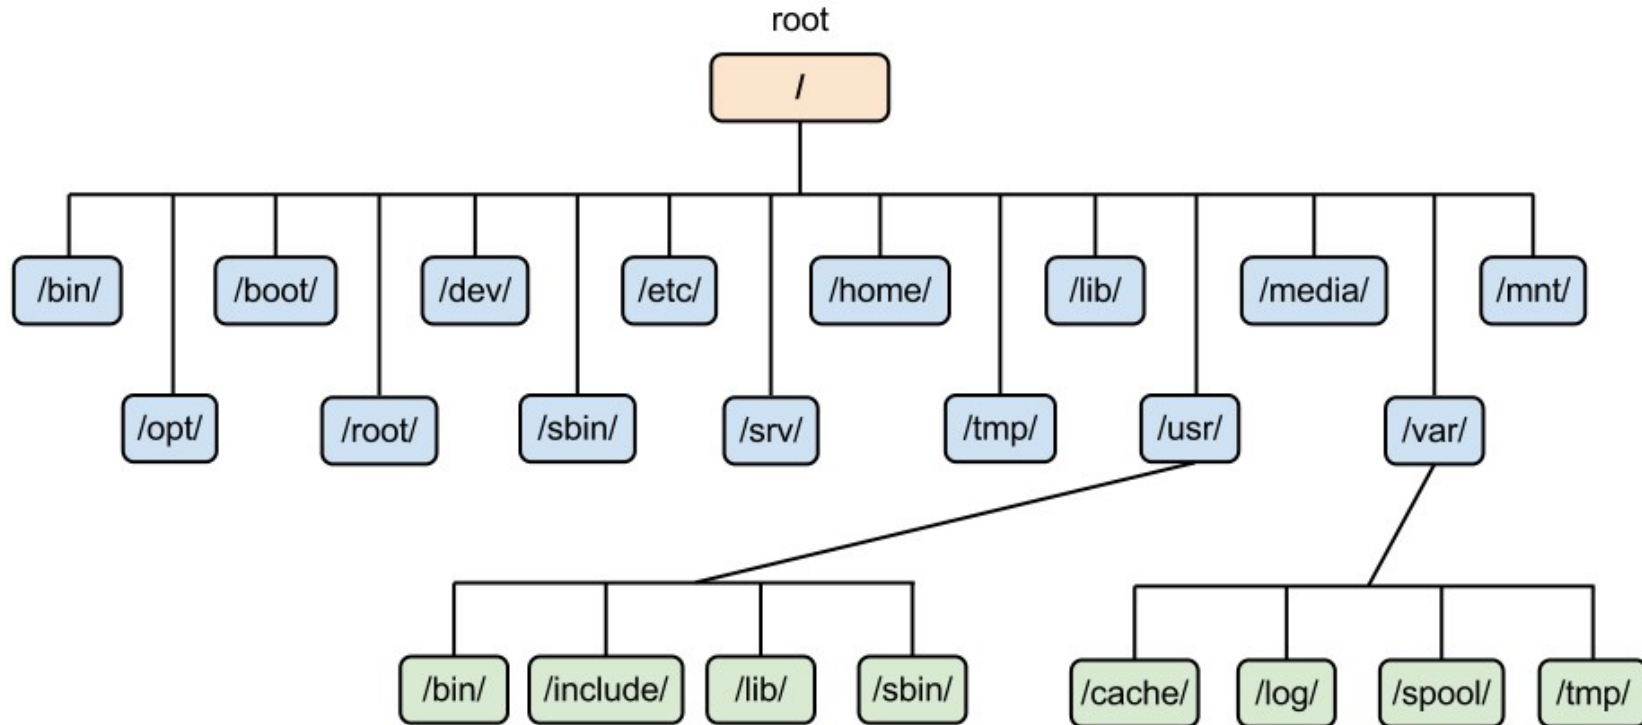 root
/
/bin/
/boot/
/dev/
/etc/
/home/
/lib/
/media/
/mnt/
/opt/
/root/
/sbin/
/srv/
/tmp/
/usr/
/var/
/bin/
/include/
/lib/
/sbin/
/cache/
/log/
/spool/
/tmp/